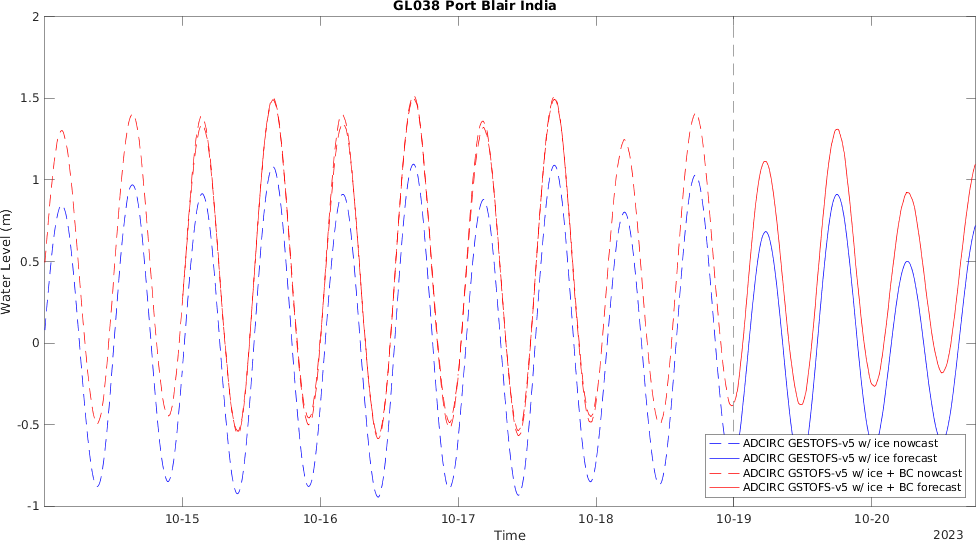 GL038 Port Blair India
2
1.5
1
0.5
0
-0.5
-1
Water Level (m)
10-15
10-16
10-17
10-18
10-19
10-20
Time
2023
ADCIRC GESTOFS-v5 w/ ice nowcast
ADCIRC GESTOFS-v5 w/ ice forecast
ADCIRC GSTOFS-v5 w/ ice + BC nowcast
ADCIRC GSTOFS-v5 w/ ice + BC forecast